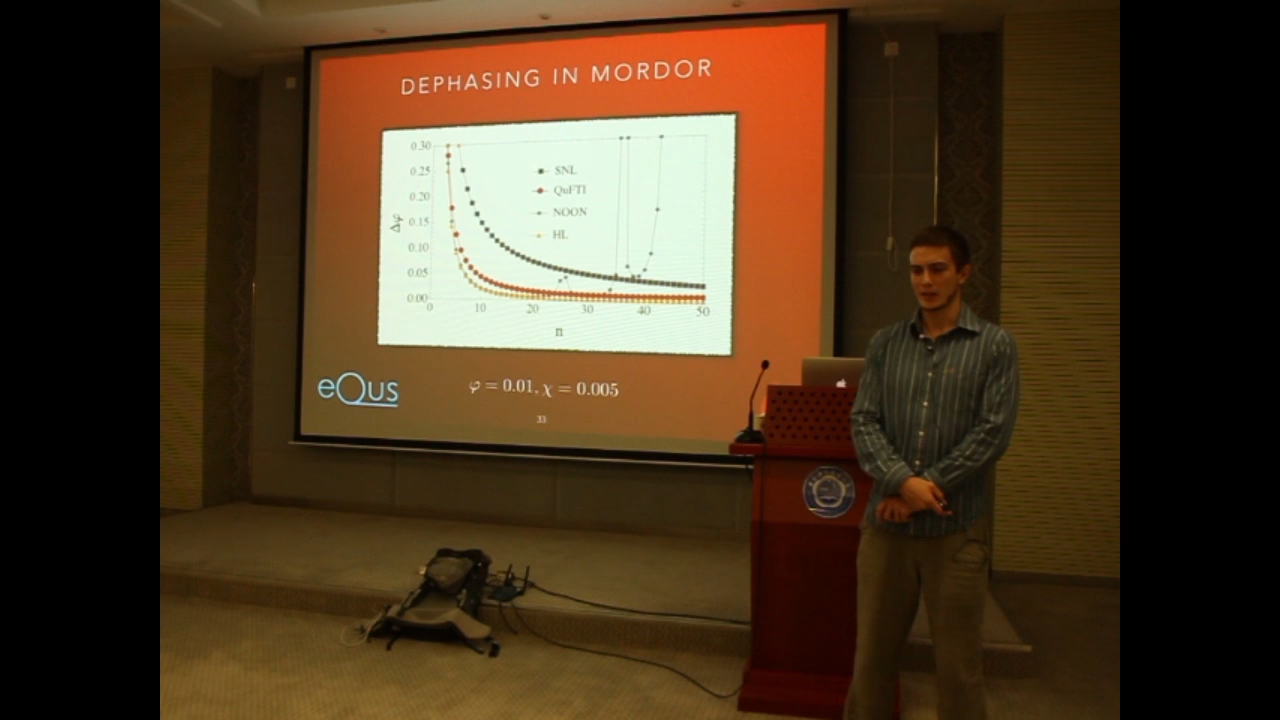 DEPHASING IN MORDOR
0.30
0.25
0.20
0.15
0.10
0.05
0.00
Δφ
SNL
QuFTI
NOON
HL
0 10 20 30 40 50
n
eQus
φ = 0.01, χ = 0.005
33